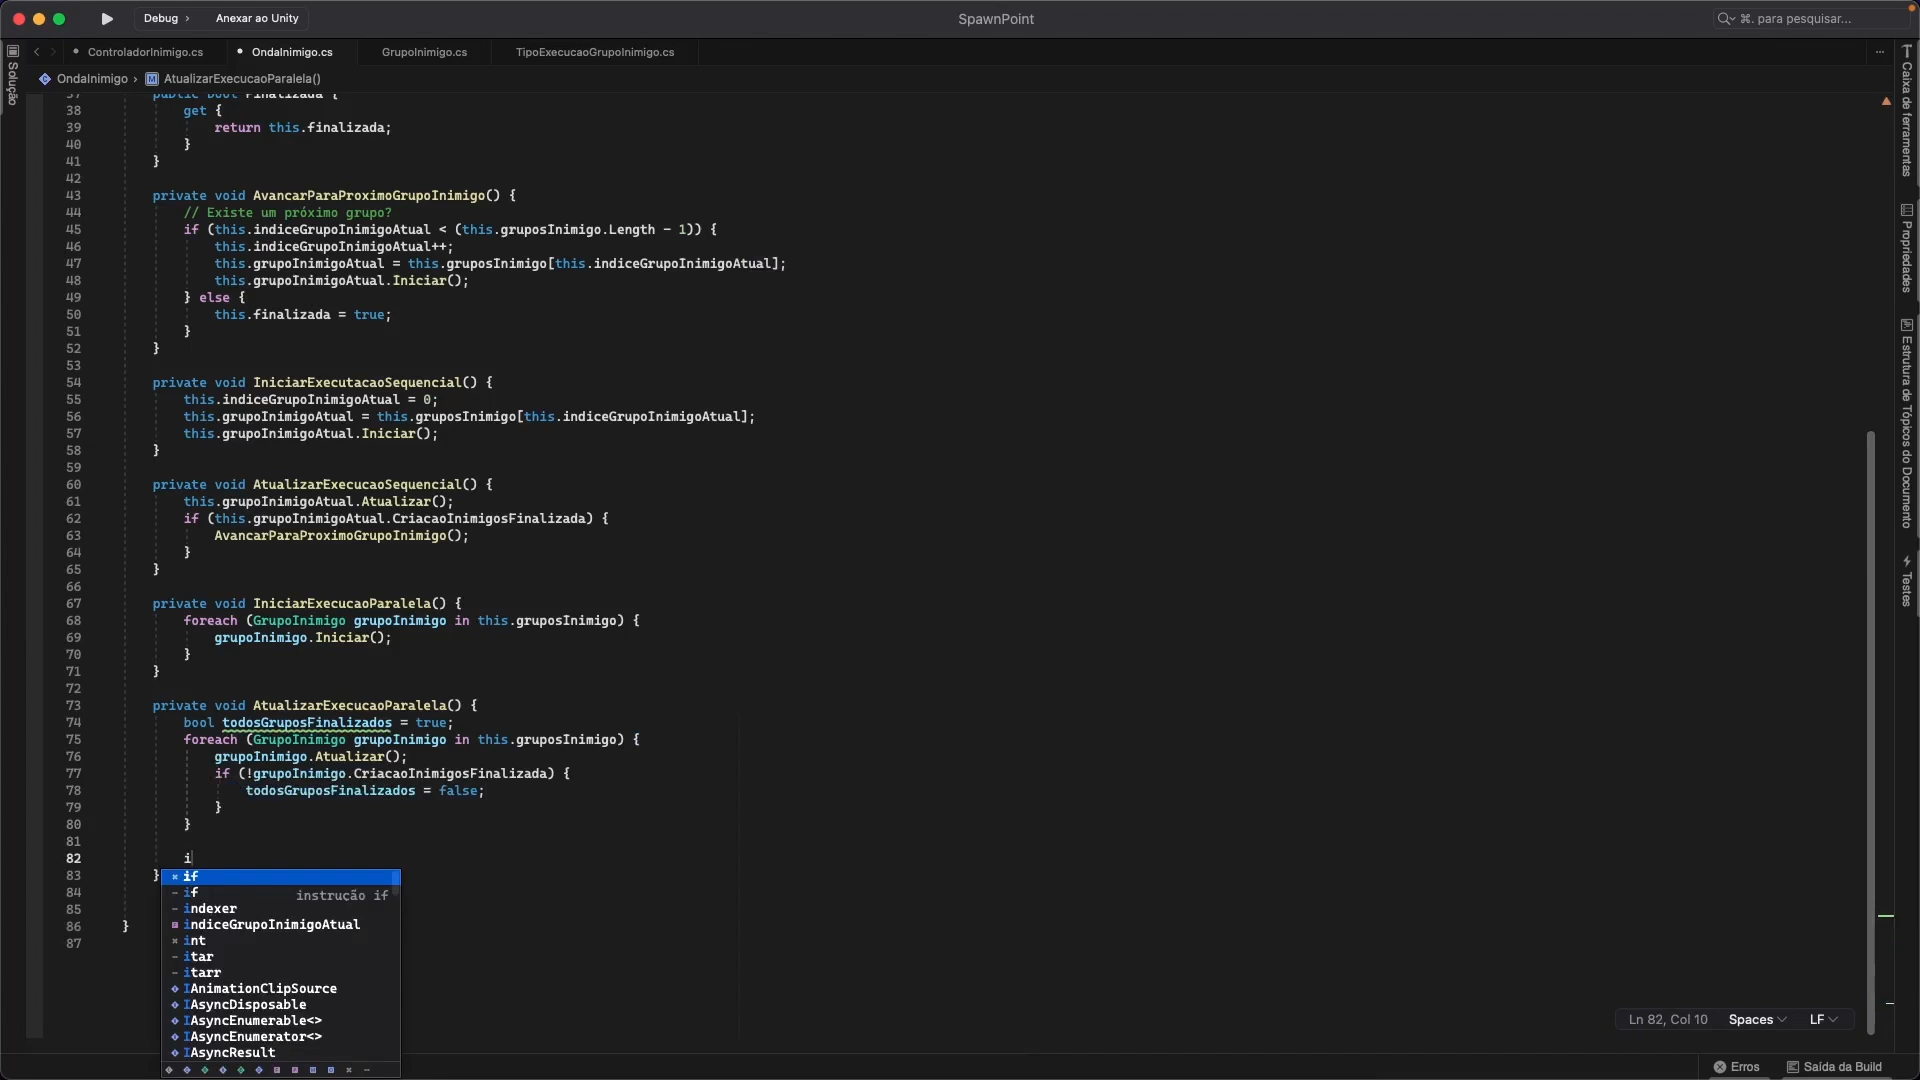 Debug › Anexar ao Unity
SpawnPoint
⌘. para pesquisar...
ControladorInimigo.cs
OndaInimigo.cs
GrupoInimigo.cs
TipoExecucaoGrupoInimigo.cs
OndaInimigo › AtualizarExecucaoParalela()
Solução
37 public bool Finalizada {
38 get {
39 return this.finalizada;
40 }
41 }
42
43 private void AvancarParaProximoGrupoInimigo() {
44 // Existe um próximo grupo?
45 if (this.indiceGrupoInimigoAtual < (this.gruposInimigo.Length - 1)) {
46 this.indiceGrupoInimigoAtual++;
47 this.grupoInimigoAtual = this.gruposInimigo[this.indiceGrupoInimigoAtual];
48 this.grupoInimigoAtual.Iniciar();
49 } else {
50 this.finalizada = true;
51 }
52 }
53
54 private void IniciarExecutacaoSequencial() {
55 this.indiceGrupoInimigoAtual = 0;
56 this.grupoInimigoAtual = this.gruposInimigo[this.indiceGrupoInimigoAtual];
57 this.grupoInimigoAtual.Iniciar();
58 }
59
60 private void AtualizarExecucaoSequencial() {
61 this.grupoInimigoAtual.Atualizar();
62 if (this.grupoInimigoAtual.CriacaoInimigosFinalizada) {
63 AvancarParaProximoGrupoInimigo();
64 }
65 }
66
67 private void IniciarExecucaoParalela() {
68 foreach (GrupoInimigo grupoInimigo in this.gruposInimigo) {
69 grupoInimigo.Iniciar();
70 }
71 }
72
73 private void AtualizarExecucaoParalela() {
74 bool todosGruposFinalizados = true;
75 foreach (GrupoInimigo grupoInimigo in this.gruposInimigo) {
76 grupoInimigo.Atualizar();
77 if (!grupoInimigo.CriacaoInimigosFinalizada) {
78 todosGruposFinalizados = false;
79 }
80 }
81
82 i
83 }
84
85
86 }
87
if
if instrução if
indexer
indiceGrupoInimigoAtual
int
itar
itarr
IAnimationClipSource
IAsyncDisposable
IAsyncEnumerable<>
IAsyncEnumerator<>
IAsyncResult
Caixa de ferramentas
Propriedades
Estrutura de Tópicos do Documento
Testes
Ln 82, Col 10 Spaces LF
Erros
Saída da Build